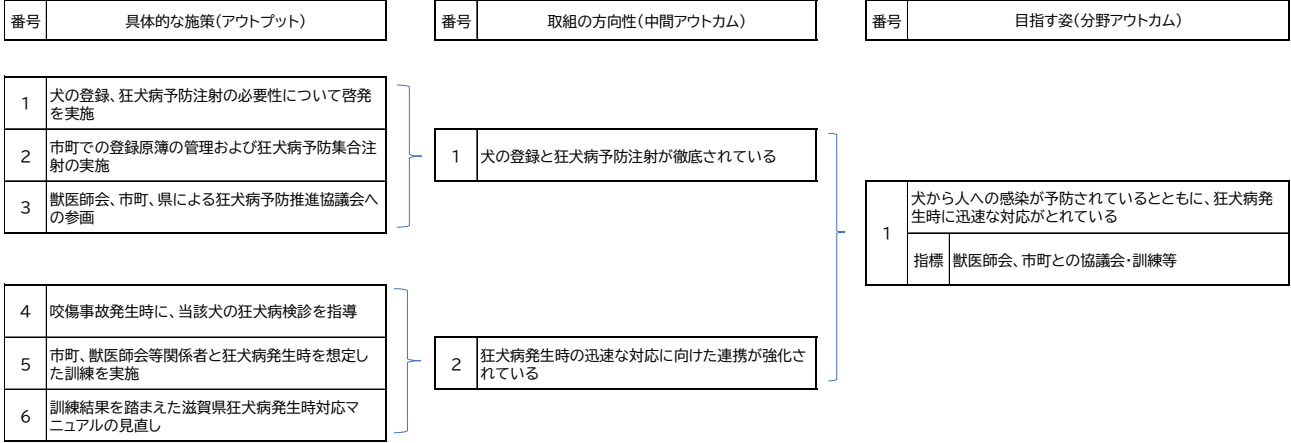 番号 具体的な施策(アウトプット)
番号 取組の方向性(中間アウトカム)
番号 目指す姿(分野アウトカム)
1 犬の登録、狂犬病予防注射の必要性について啓発
を実施
2 市町での登録原簿の管理および狂犬病予防集合注
射の実施
3 獣医師会、市町、県による狂犬病予防推進協議会へ
の参画
4 咬傷事故発生時に、当該犬の狂犬病検診を指導
5 市町、獣医師会等関係者と狂犬病発生時を想定し
た訓練を実施
6 訓練結果を踏まえた滋賀県狂犬病発生時対応マ
ニュアルの見直し
1 犬の登録と狂犬病予防注射が徹底されている
2 狂犬病発生時の迅速な対応に向けた連携が強化さ
れている
1 犬から人への感染が予防されているとともに、狂犬病発
生時に迅速な対応がとれている
指標 獣医師会、市町との協議会・訓練等